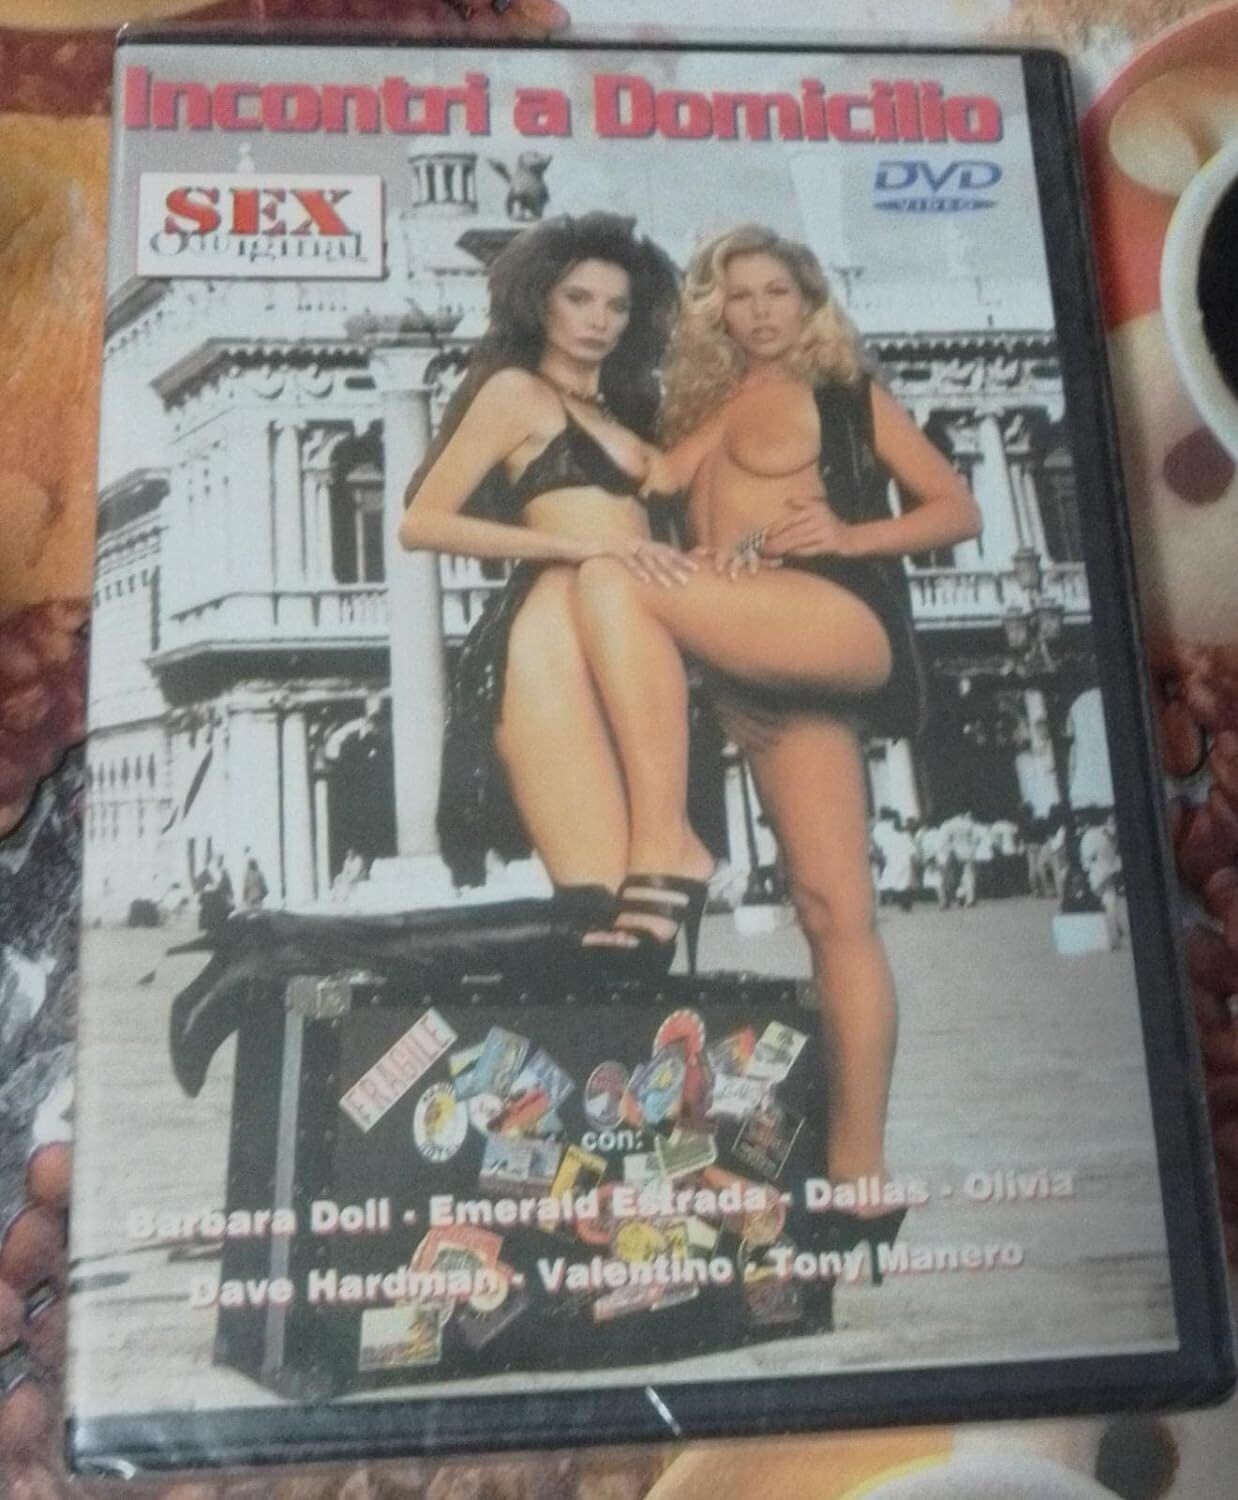 Incontri a Domicilio
SEX
Original
DVD
VIDEO
FRAGILE
con:
Barbara Doll - Emerald Estrada - Dallas - Olivia
Dave Hardman - Valentino - Tony Manero